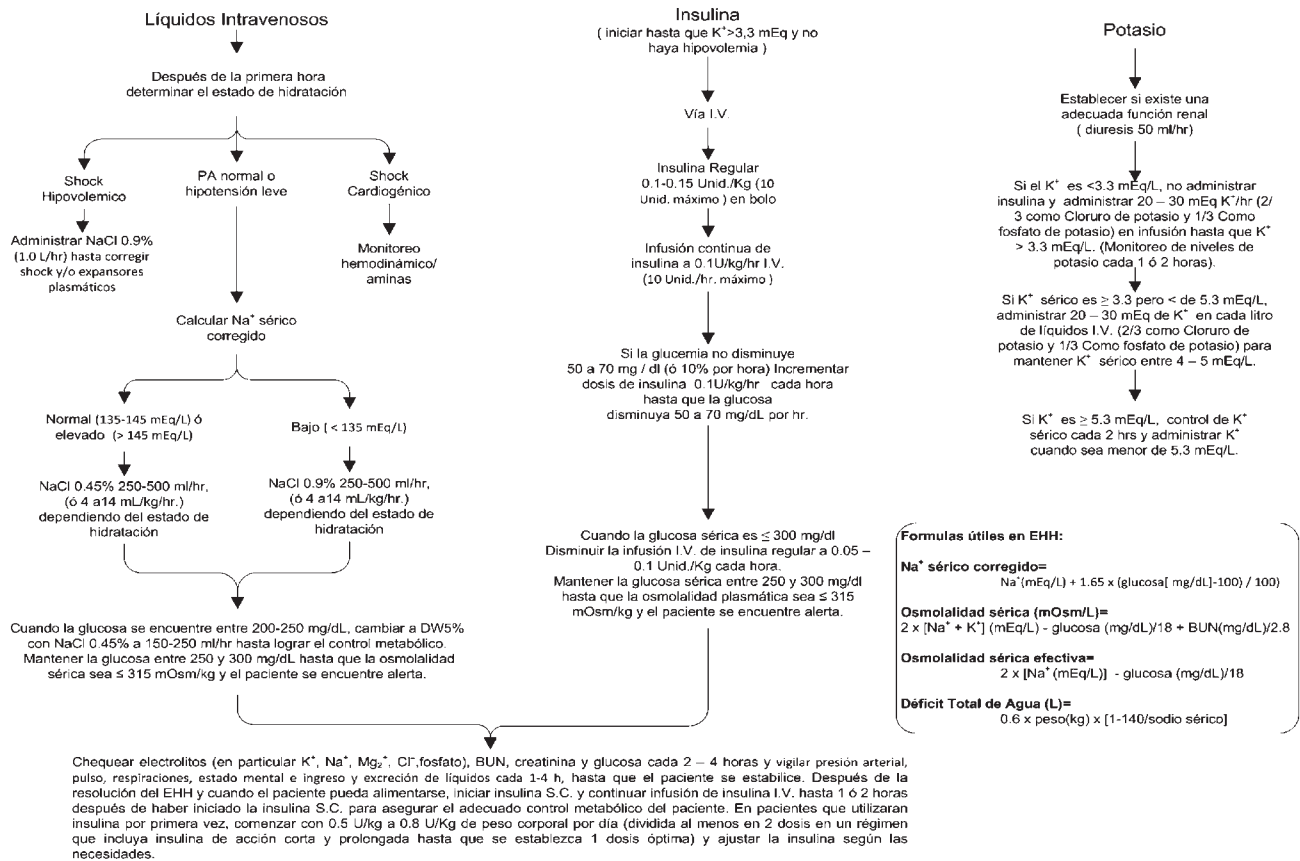 Líquidos Intravenosos
Después de la primera hora
determinar el estado de hidratación
Shock
Hipovolemico
PA normal o
hipotensión leve
Shock
Cardiogénico
Administrar NaCl 0.9%
(1.0 L/hr) hasta corregir
shock y/o expansores
plasmáticos
Monitoreo
hemodinámico/
aminas
Calcular Na⁺ sérico
corregido
Normal (135-145 mEq/L) ó
elevado (> 145 mEq/L)
Bajo ( < 135 mEq/L)
NaCl 0.45% 250-500 ml/hr,
(ó 4 a14 mL/kg/hr.)
dependiendo del estado de
hidratación
NaCl 0.9% 250-500 ml/hr,
(ó 4 a14 mL/kg/hr.)
dependiendo del estado de
hidratación
Cuando la glucosa se encuentre entre 200-250 mg/dL, cambiar a DW5%
con NaCl 0.45% a 150-250 ml/hr hasta lograr el control metabólico.
Mantener la glucosa entre 250 y 300 mg/dL hasta que la osmolalidad
sérica sea ≤ 315 mOsm/kg y el paciente se encuentre alerta.
Insulina
( iniciar hasta que K⁺>3,3 mEq y no
haya hipovolemia )
Vía I.V.
Insulina Regular
0.1-0.15 Unid./Kg (10
Unid. máximo ) en bolo
Infusión continua de
insulina a 0.1U/kg/hr I.V.
(10 Unid./hr. máximo )
Si la glucemia no disminuye
50 a 70 mg / dl (ó 10% por hora) Incrementar
dosis de insulina 0.1U/kg/hr cada hora
hasta que la glucosa
disminuya 50 a 70 mg/dL por hr.
Cuando la glucosa sérica es ≤ 300 mg/dl
Disminuir la infusión I.V. de insulina regular a 0.05 –
0.1 Unid./Kg cada hora.
Mantener la glucosa sérica entre 250 y 300 mg/dl
hasta que la osmolalidad plasmática sea ≤ 315
mOsm/kg y el paciente se encuentre alerta.
Potasio
Establecer si existe una
adecuada función renal
( diuresis 50 ml/hr)
Si el K⁺ es <3.3 mEq/L, no administrar
insulina y administrar 20 – 30 mEq K⁺/hr (2/
3 como Cloruro de potasio y 1/3 Como
fosfato de potasio) en infusión hasta que K⁺
> 3.3 mEq/L. (Monitoreo de niveles de
potasio cada 1 ó 2 horas).
Si K⁺ sérico es ≥ 3.3 pero < de 5.3 mEq/L,
administrar 20 – 30 mEq de K⁺ en cada litro
de líquidos I.V. (2/3 como Cloruro de
potasio y 1/3 Como fosfato de potasio) para
mantener K⁺ sérico entre 4 – 5 mEq/L.
Si K⁺ es ≥ 5.3 mEq/L, control de K⁺
sérico cada 2 hrs y administrar K⁺
cuando sea menor de 5.3 mEq/L.
Formulas útiles en EHH:
Na⁺ sérico corregido=
Na⁺(mEq/L) + 1.65 x (glucosa[ mg/dL]-100) / 100)
Osmolalidad sérica (mOsm/L)=
2 x [Na⁺ + K⁺] (mEq/L) - glucosa (mg/dL)/18 + BUN(mg/dL)/2.8
Osmolalidad sérica efectiva=
2 x [Na⁺ (mEq/L)] - glucosa (mg/dL)/18
Déficit Total de Agua (L)=
0.6 x peso(kg) x [1-140/sodio sérico]
Chequear electrolitos (en particular K⁺, Na⁺, Mg₂⁺, Cl⁻,fosfato), BUN, creatinina y glucosa cada 2 – 4 horas y vigilar presión arterial,
pulso, respiraciones, estado mental e ingreso y excreción de líquidos cada 1-4 h, hasta que el paciente se estabilice. Después de la
resolución del EHH y cuando el paciente pueda alimentarse, iniciar insulina S.C. y continuar infusión de insulina I.V. hasta 1 ó 2 horas
después de haber iniciado la insulina S.C. para asegurar el adecuado control metabólico del paciente. En pacientes que utilizaran
insulina por primera vez, comenzar con 0.5 U/kg a 0.8 U/Kg de peso corporal por día (dividida al menos en 2 dosis en un régimen
que incluya insulina de acción corta y prolongada hasta que se establezca 1 dosis óptima) y ajustar la insulina según las
necesidades.